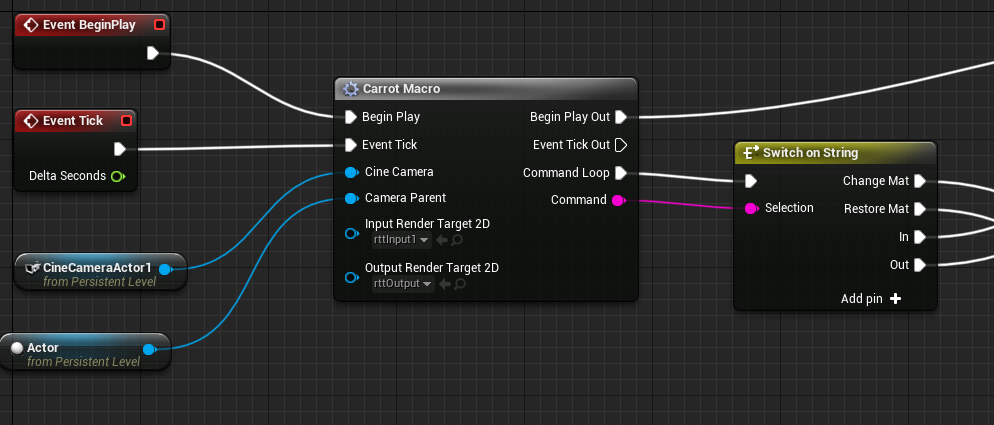 Event BeginPlay
Event Tick
Delta Seconds
CineCameraActor1
from Persistent Level
Actor
from Persistent Level
Carrot Macro
Begin Play
Begin Play Out
Event Tick
Event Tick Out
Cine Camera
Command Loop
Camera Parent
Command
Input Render Target 2D
rttInput1
Output Render Target 2D
rttOutput
Switch on String
Change Mat
Selection
Restore Mat
In
Out
Add pin